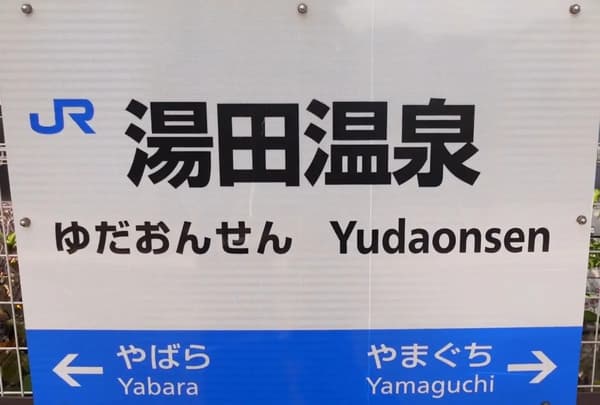 JR 湯田温泉
ゆだおんせん Yudaonsen
← やばら やまぐち →
Yabara Yamaguchi